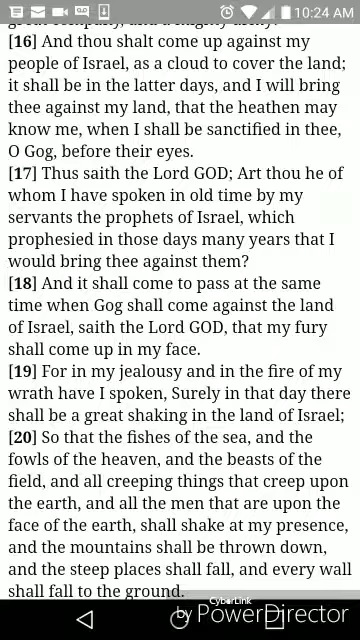 10:24 AM
great company, and a mighty army:
[16] And thou shalt come up against my
people of Israel, as a cloud to cover the land;
it shall be in the latter days, and I will bring
thee against my land, that the heathen may
know me, when I shall be sanctified in thee,
O Gog, before their eyes.
[17] Thus saith the Lord GOD; Art thou he of
whom I have spoken in old time by my
servants the prophets of Israel, which
prophesied in those days many years that I
would bring thee against them?
[18] And it shall come to pass at the same
time when Gog shall come against the land
of Israel, saith the Lord GOD, that my fury
shall come up in my face.
[19] For in my jealousy and in the fire of my
wrath have I spoken, Surely in that day there
shall be a great shaking in the land of Israel;
[20] So that the fishes of the sea, and the
fowls of the heaven, and the beasts of the
field, and all creeping things that creep upon
the earth, and all the men that are upon the
face of the earth, shall shake at my presence,
and the mountains shall be thrown down,
and the steep places shall fall, and every wall
shall fall to the ground.
CyberLink
by PowerDirector